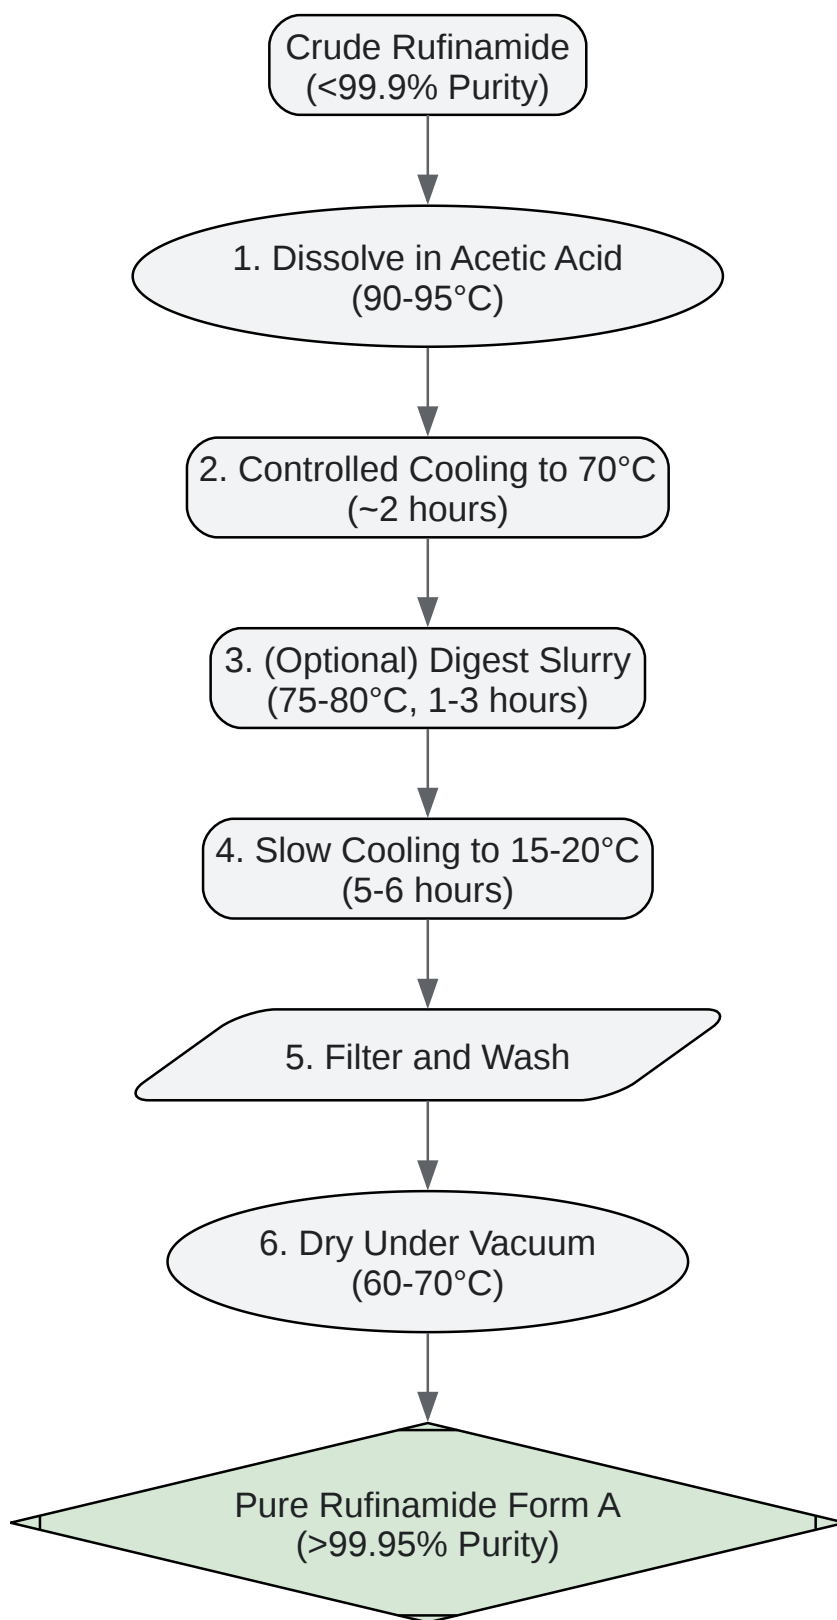 Crude Rufinamide
(<99.9% Purity)
1. Dissolve in Acetic Acid
(90-95°C)
2. Controlled Cooling to 70°C
(~2 hours)
3. (Optional) Digest Slurry
(75-80°C, 1-3 hours)
4. Slow Cooling to 15-20°C
(5-6 hours)
5. Filter and Wash
6. Dry Under Vacuum
(60-70°C)
Pure Rufinamide Form A
(>99.95% Purity)